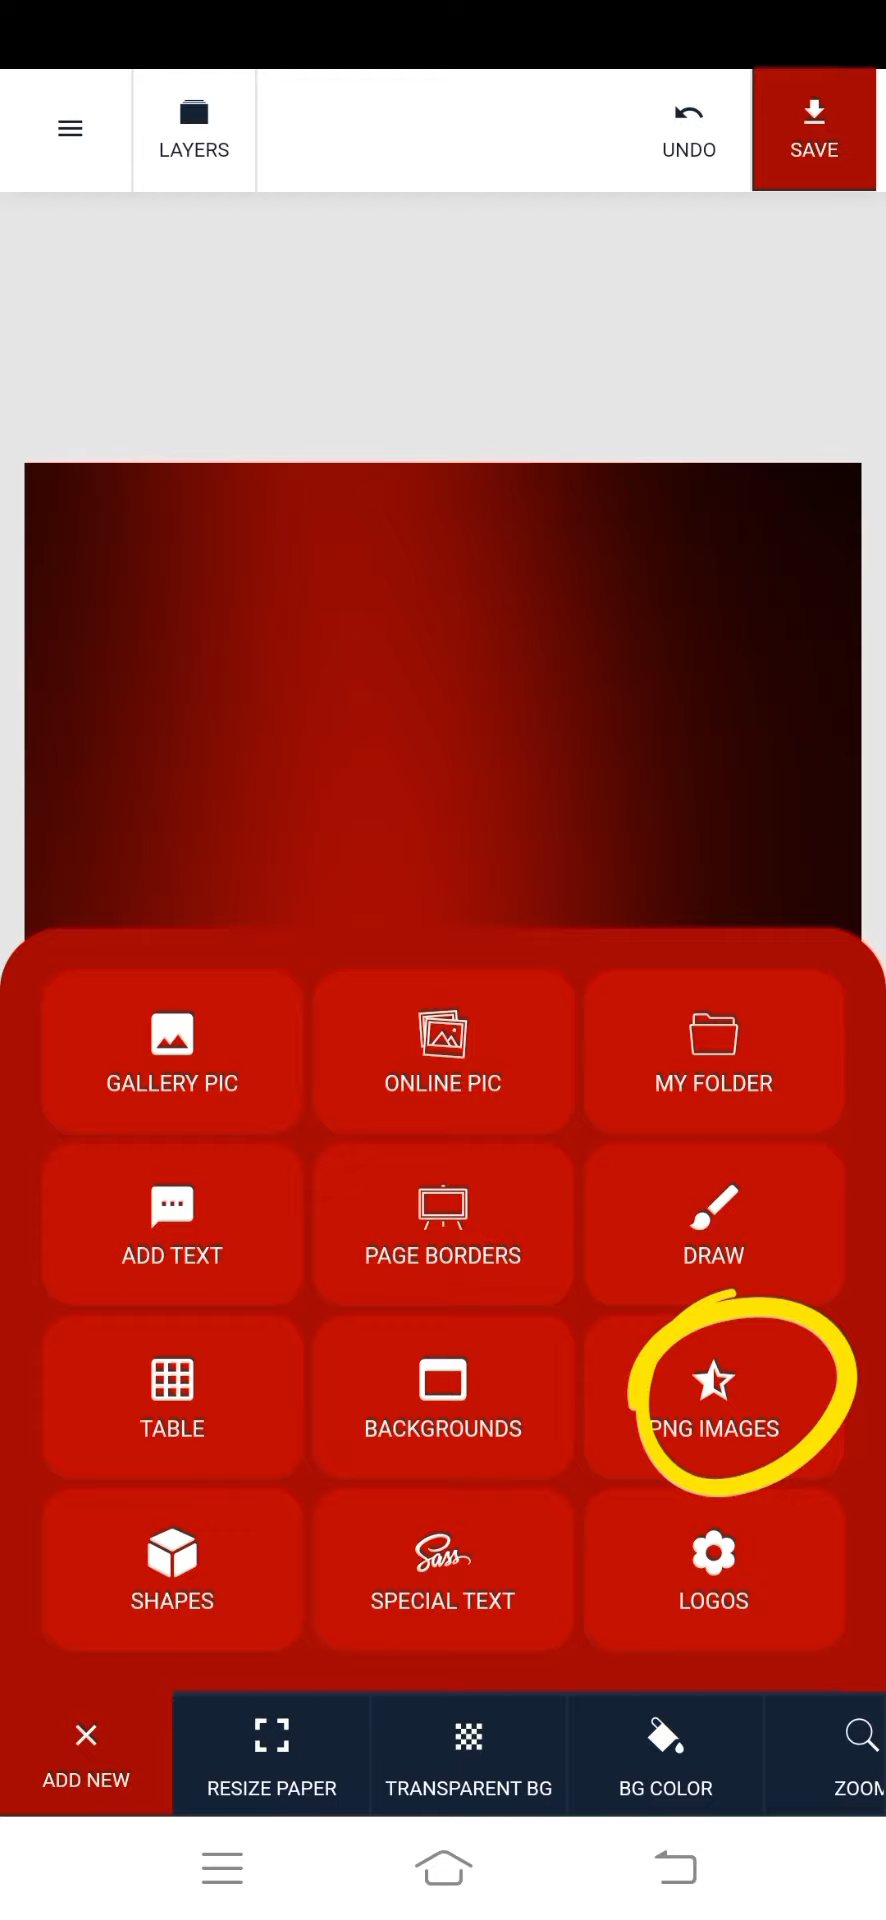 LAYERS
UNDO
SAVE
GALLERY PIC
ONLINE PIC
MY FOLDER
ADD TEXT
PAGE BORDERS
DRAW
TABLE
BACKGROUNDS
PNG IMAGES
SHAPES
Sass
SPECIAL TEXT
LOGOS
ADD NEW
RESIZE PAPER
TRANSPARENT BG
BG COLOR
ZOOM